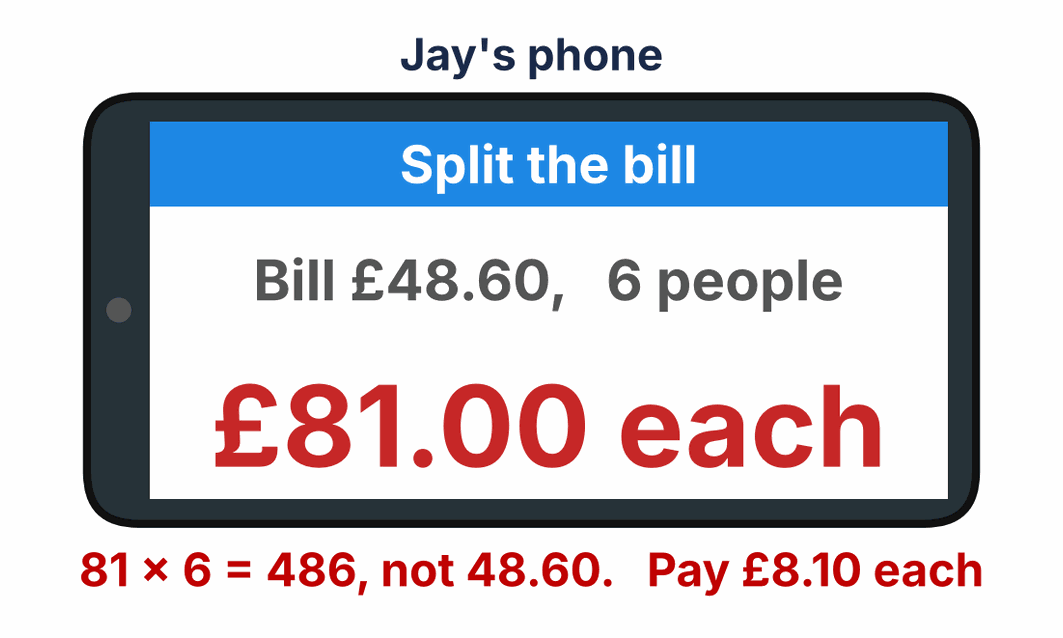 Jay's phone
Split the bill
Bill £48.60, 6 people
£81.00 each
81 × 6 = 486, not 48.60. Pay £8.10 each